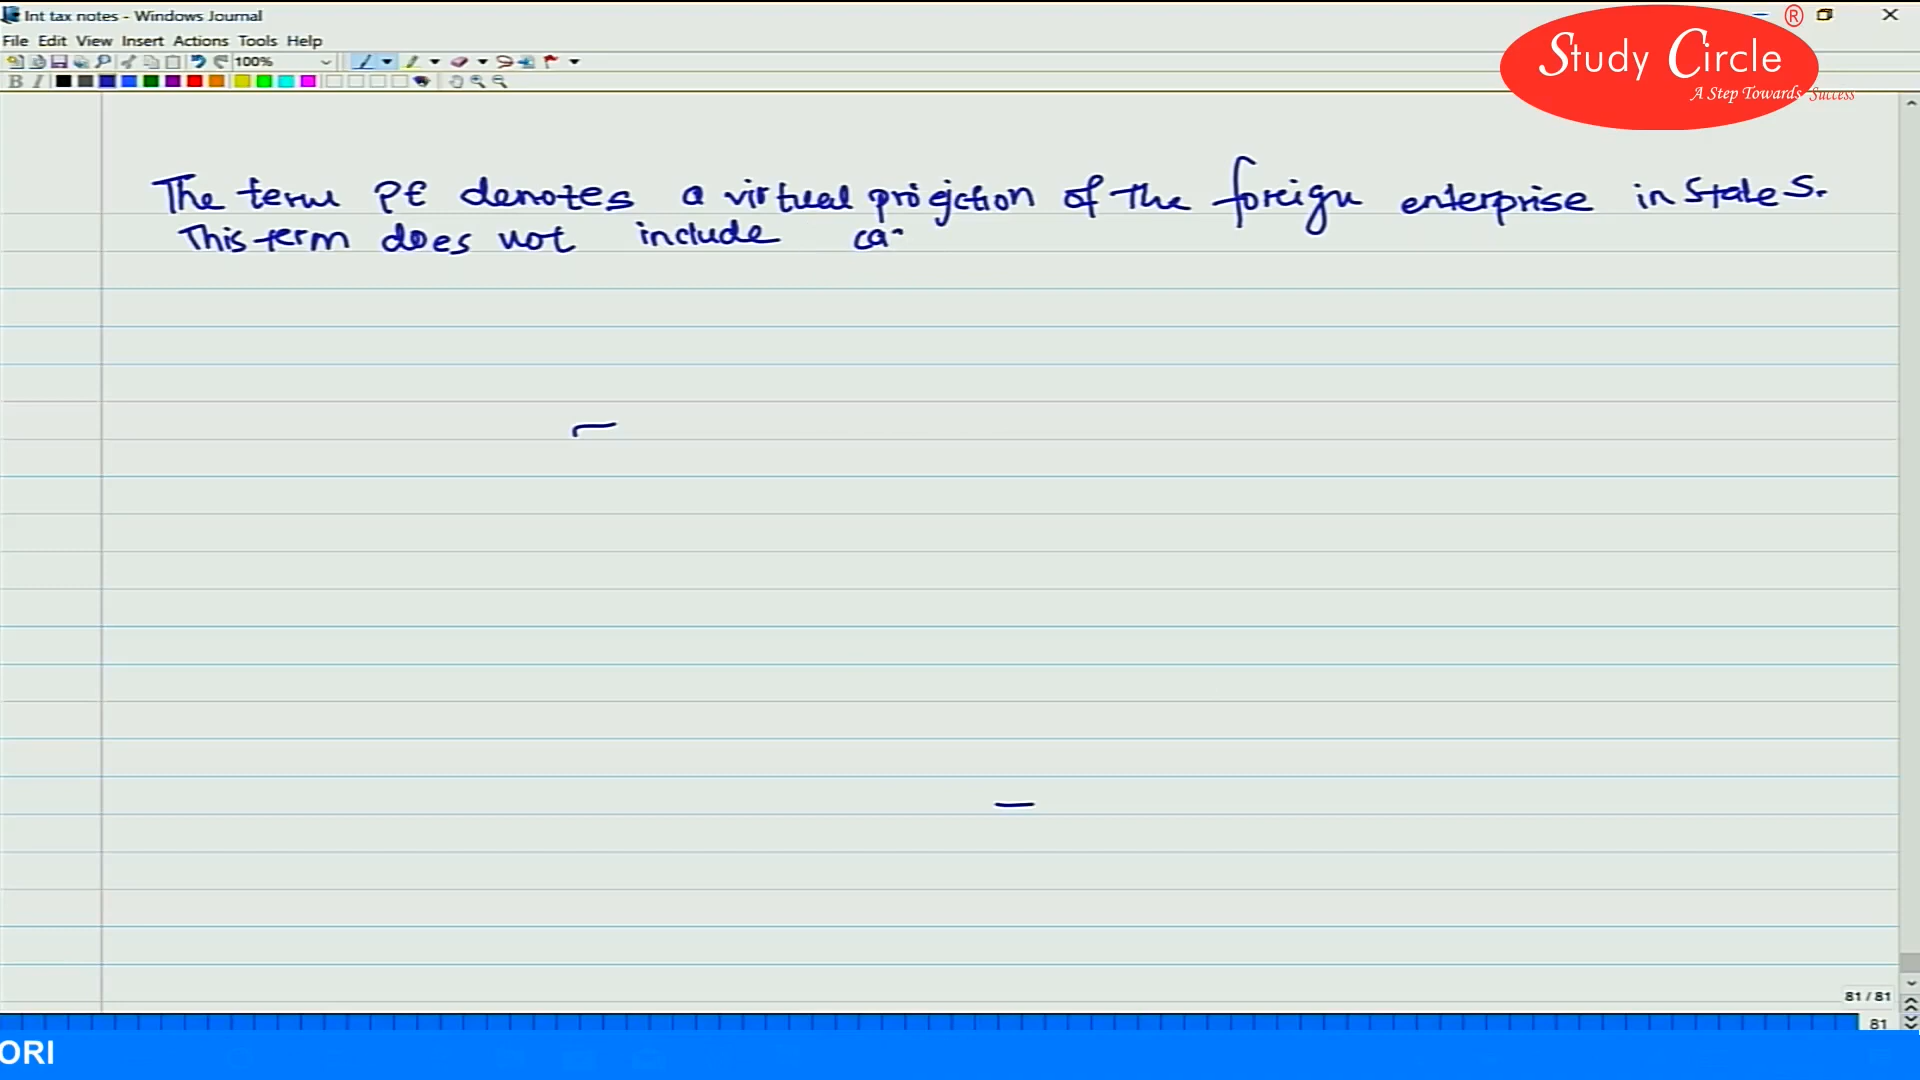 Int tax notes - Windows Journal
File Edit View Insert Actions Tools Help
100%
B I
Study Circle ®
A Step Towards Success
The term PE denotes a virtual projection of the foreign enterprise in State S.
This term does not include ca
81 / 81
81
ORI